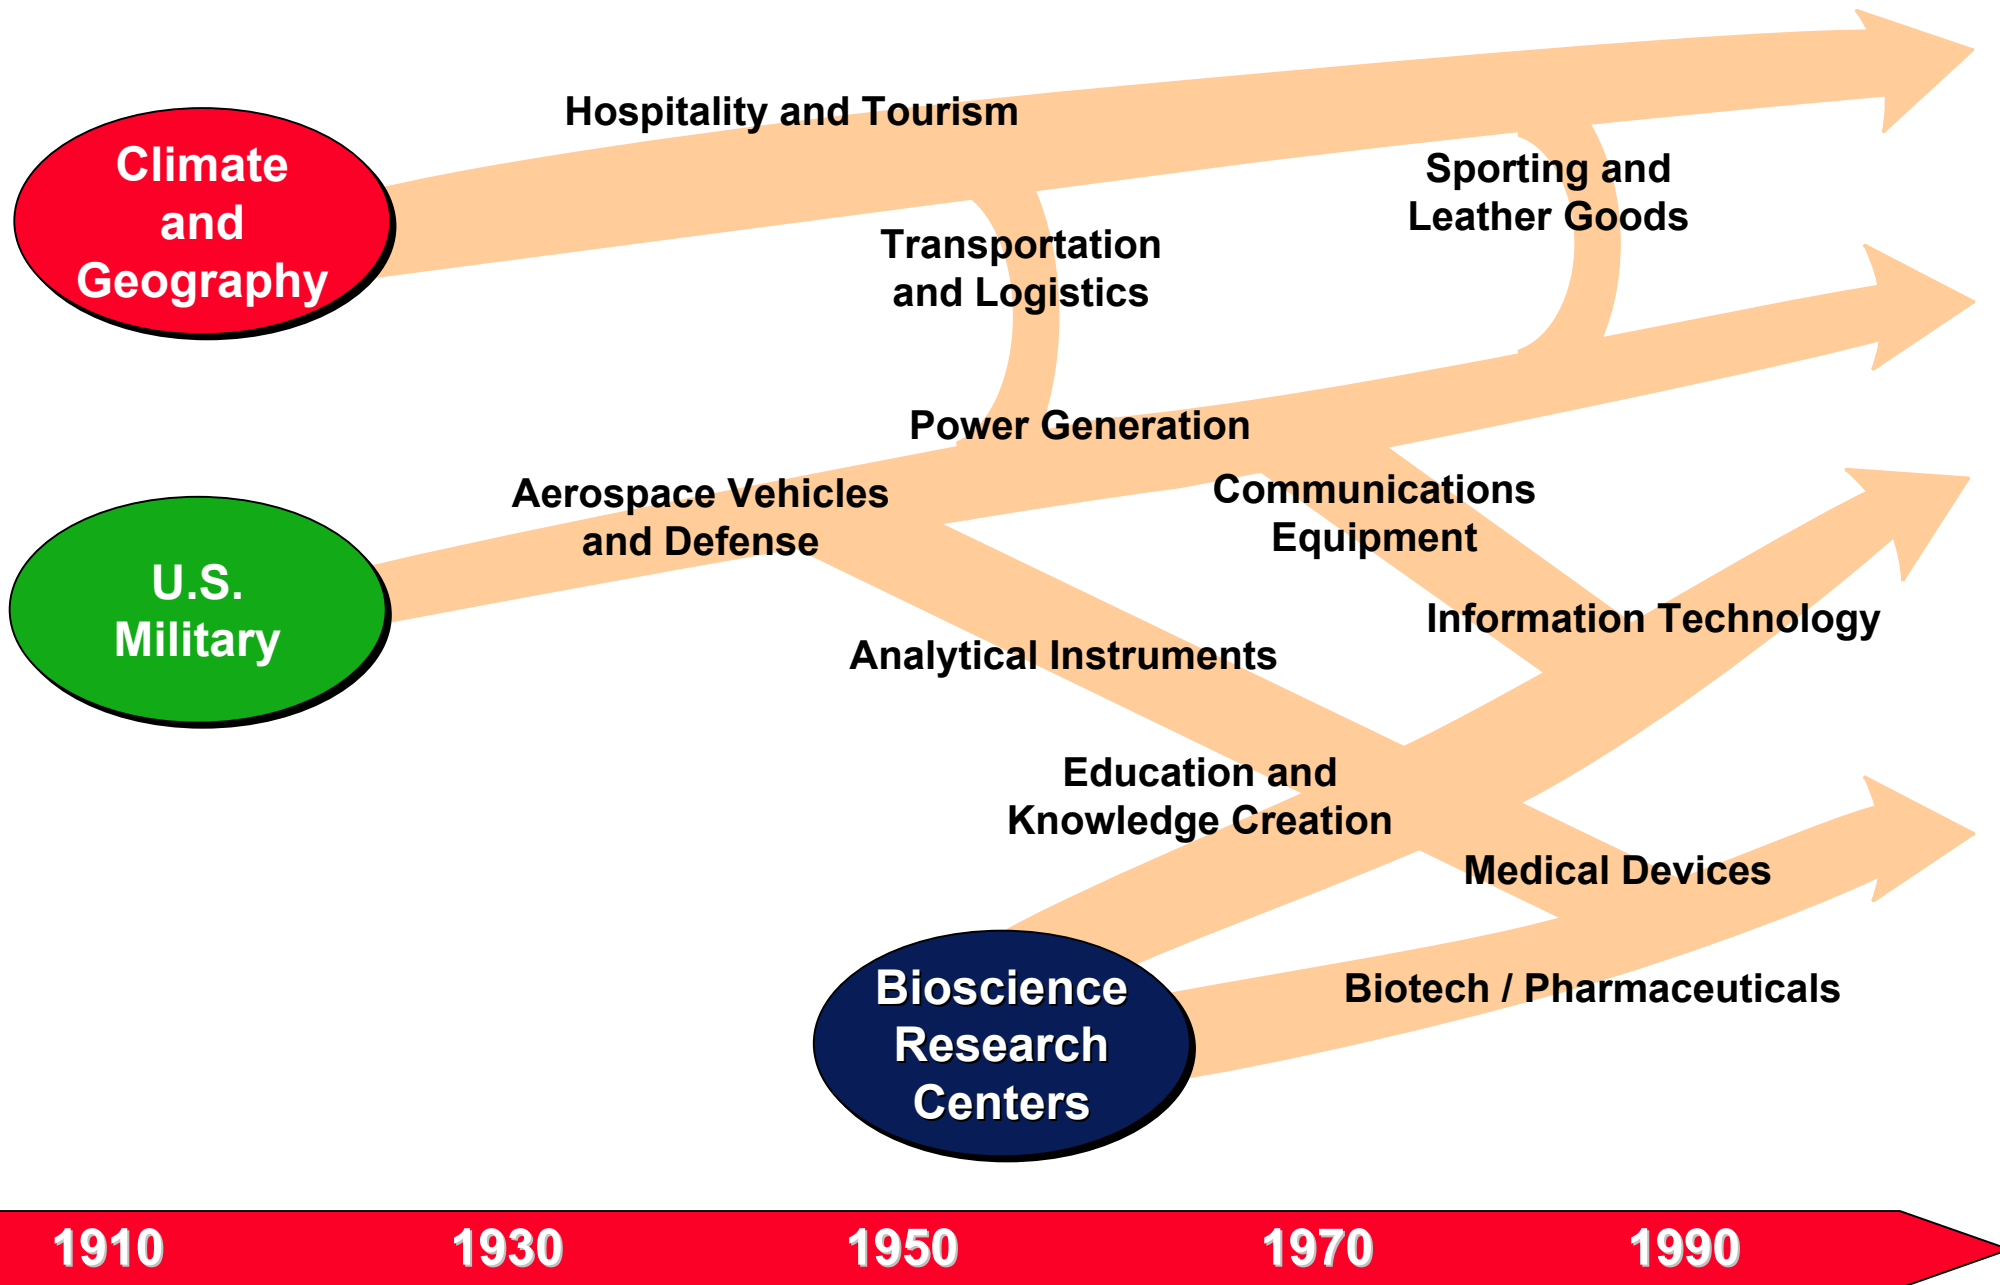 Hospitality and Tourism
Climate
and
Geography
Sporting and
Leather Goods
Transportation
and Logistics
Power Generation
Aerospace Vehicles
and Defense
Communications
Equipment
U.S.
Military
Information Technology
Analytical Instruments
Education and
Knowledge Creation
Medical Devices
Bioscience
Research
Centers
Biotech / Pharmaceuticals
1910 1930 1950 1970 1990